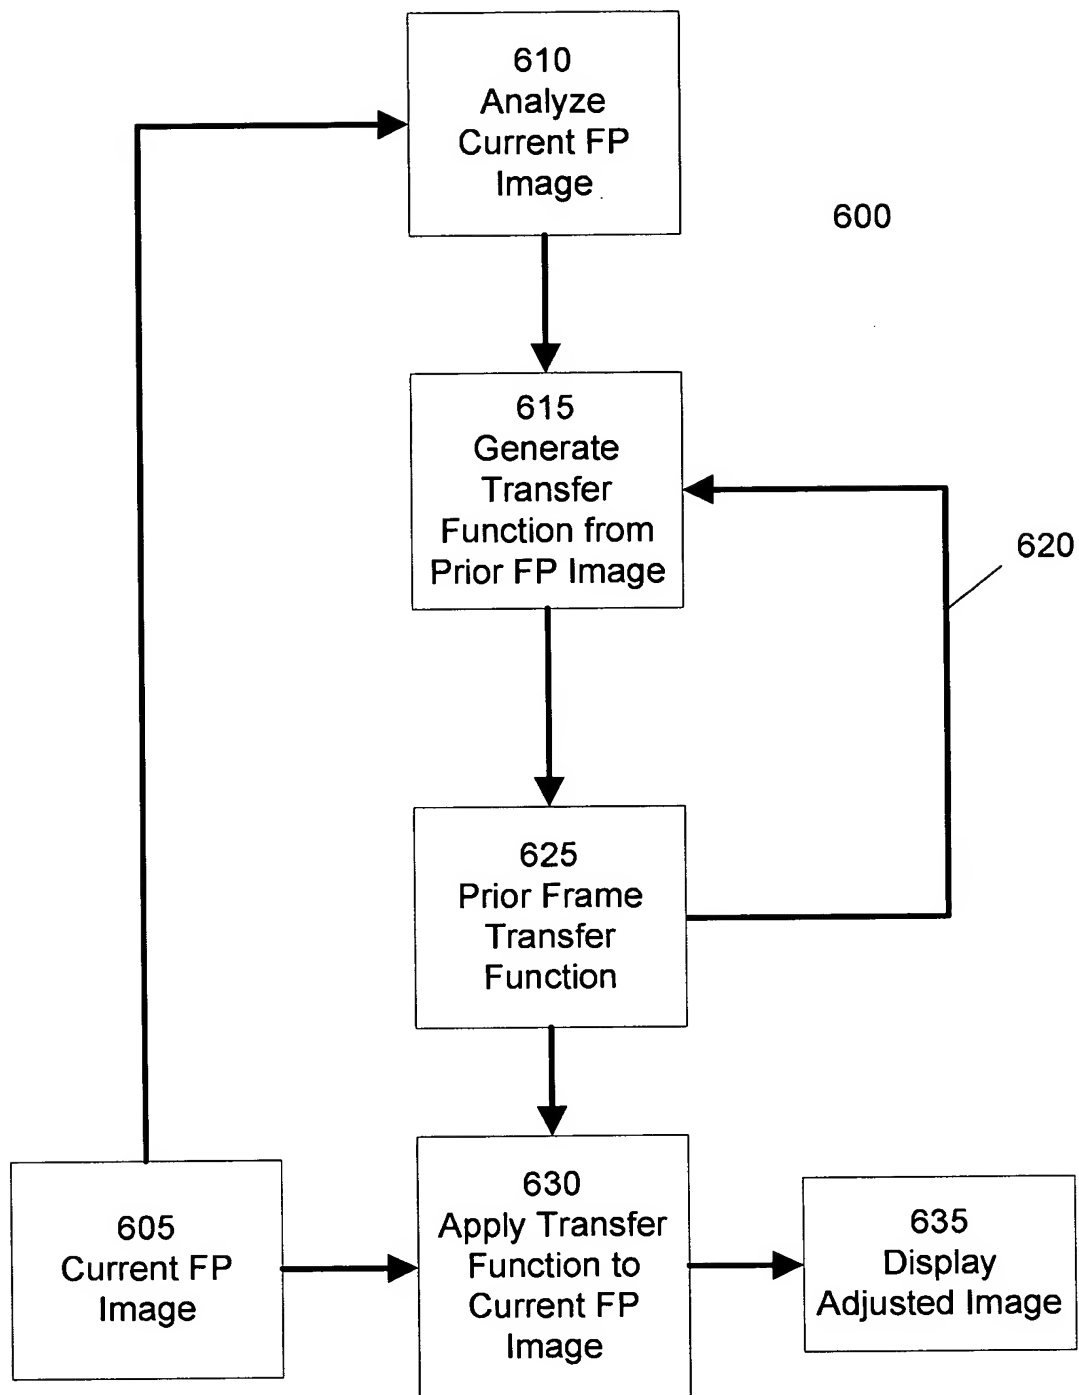 610
Analyze
Current FP
Image
600
615
Generate
Transfer
Function from
Prior FP Image
620
625
Prior Frame
Transfer
Function
605
Current FP
Image
630
Apply Transfer
Function to
Current FP
Image
635
Display
Adjusted Image